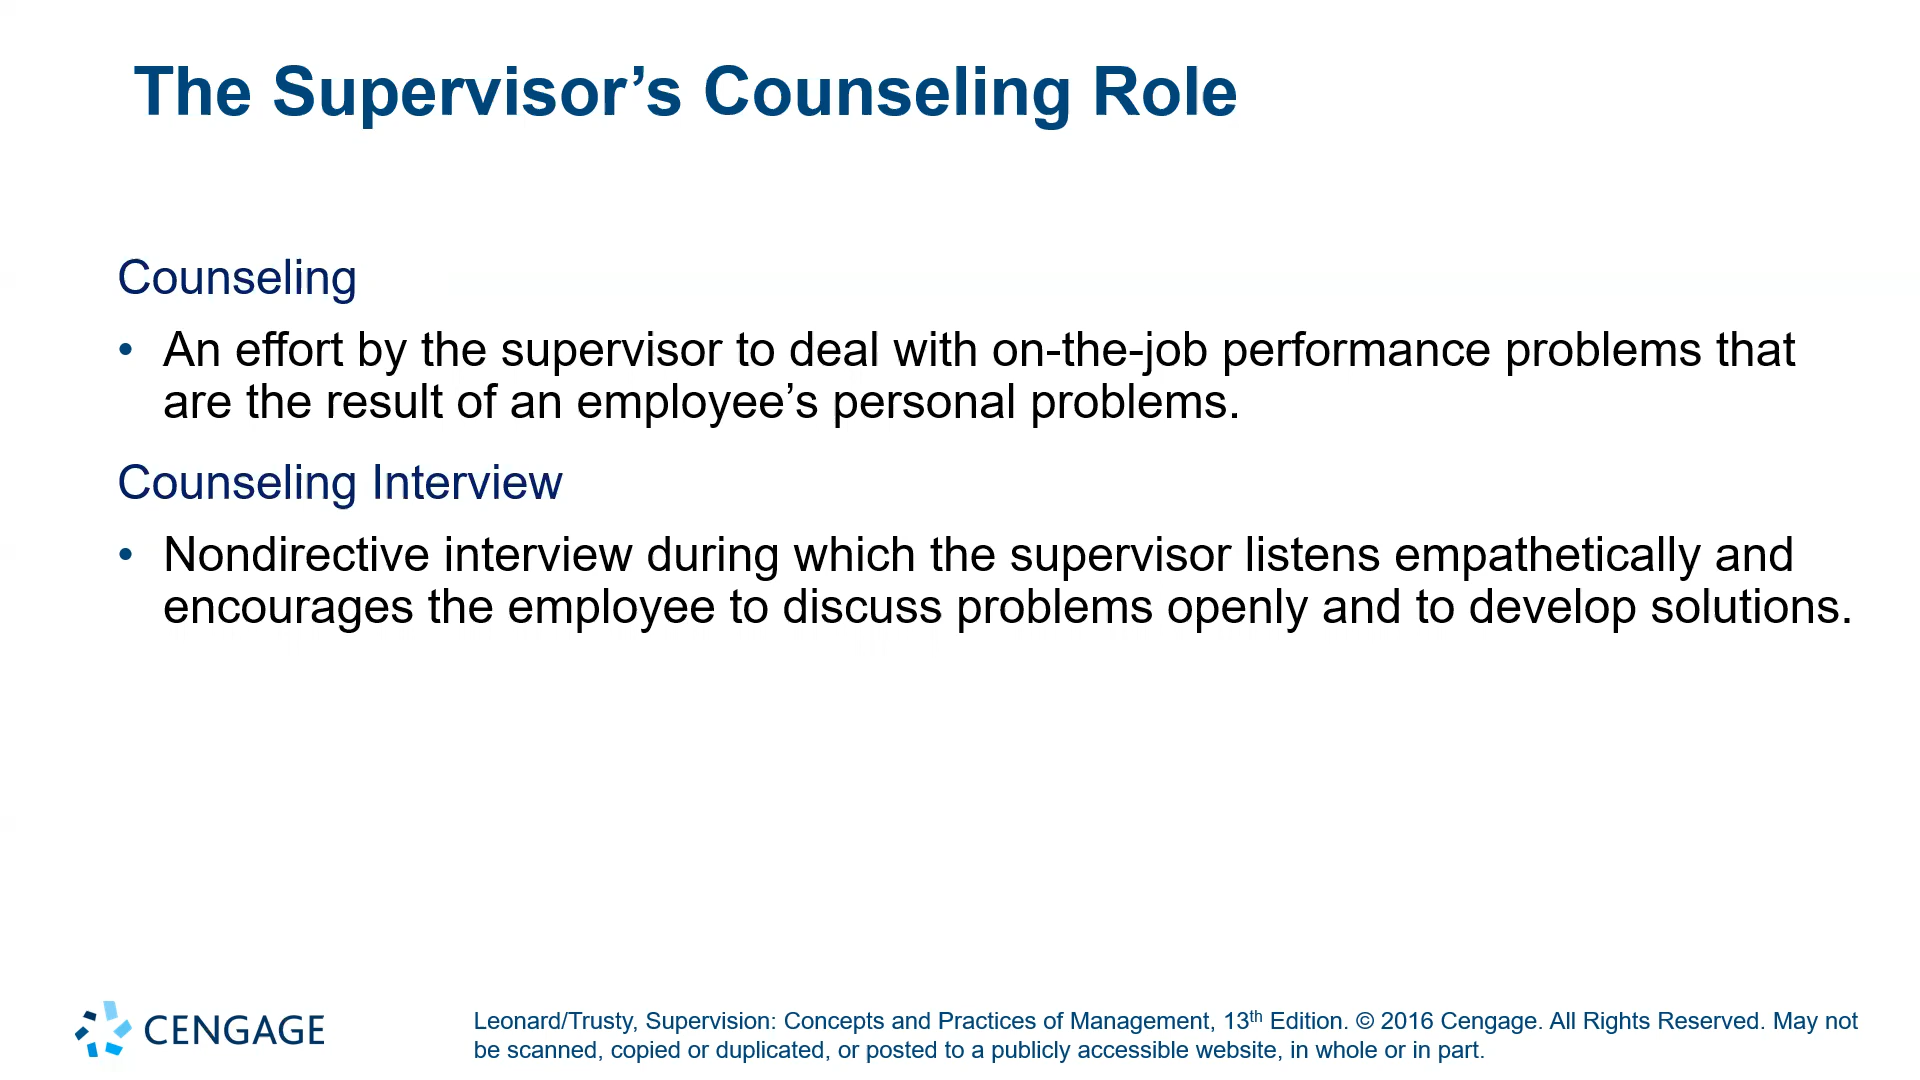 The Supervisor’s Counseling Role
Counseling
• An effort by the supervisor to deal with on-the-job performance problems that
are the result of an employee’s personal problems.
Counseling Interview
• Nondirective interview during which the supervisor listens empathetically and
encourages the employee to discuss problems openly and to develop solutions.
CENGAGE
Leonard/Trusty, Supervision: Concepts and Practices of Management, 13th Edition. © 2016 Cengage. All Rights Reserved. May not
be scanned, copied or duplicated, or posted to a publicly accessible website, in whole or in part.